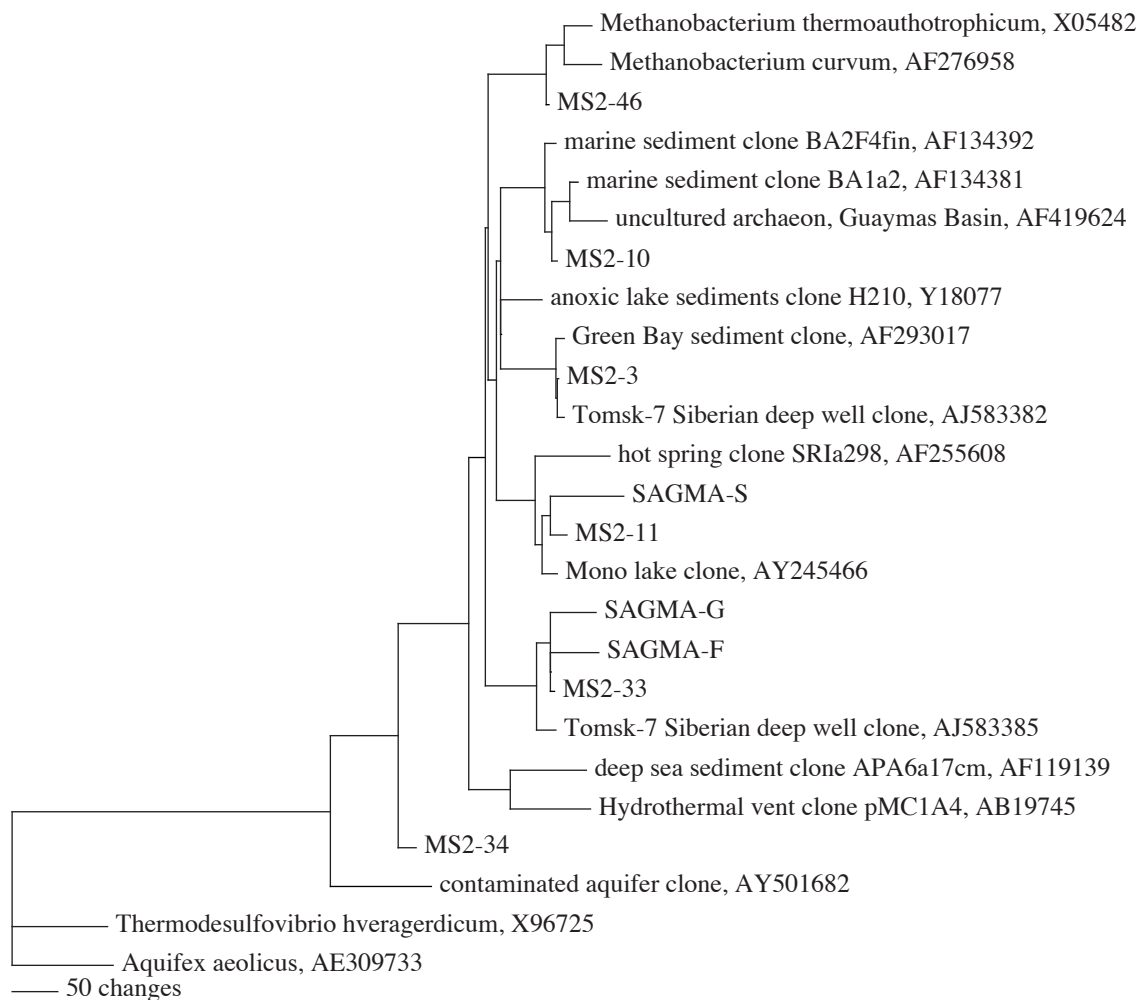 Methanobacterium thermoauthotrophicum, X05482
Methanobacterium curvum, AF276958
MS2-46
marine sediment clone BA2F4fin, AF134392
marine sediment clone BA1a2, AF134381
uncultured archaeon, Guaymas Basin, AF419624
MS2-10
anoxic lake sediments clone H210, Y18077
Green Bay sediment clone, AF293017
MS2-3
Tomsk-7 Siberian deep well clone, AJ583382
hot spring clone SRIa298, AF255608
SAGMA-S
MS2-11
Mono lake clone, AY245466
SAGMA-G
SAGMA-F
MS2-33
Tomsk-7 Siberian deep well clone, AJ583385
deep sea sediment clone APA6a17cm, AF119139
Hydrothermal vent clone pMC1A4, AB19745
MS2-34
contaminated aquifer clone, AY501682
Thermodesulfovibrio hveragerdicum, X96725
Aquifex aeolicus, AE309733
50 changes